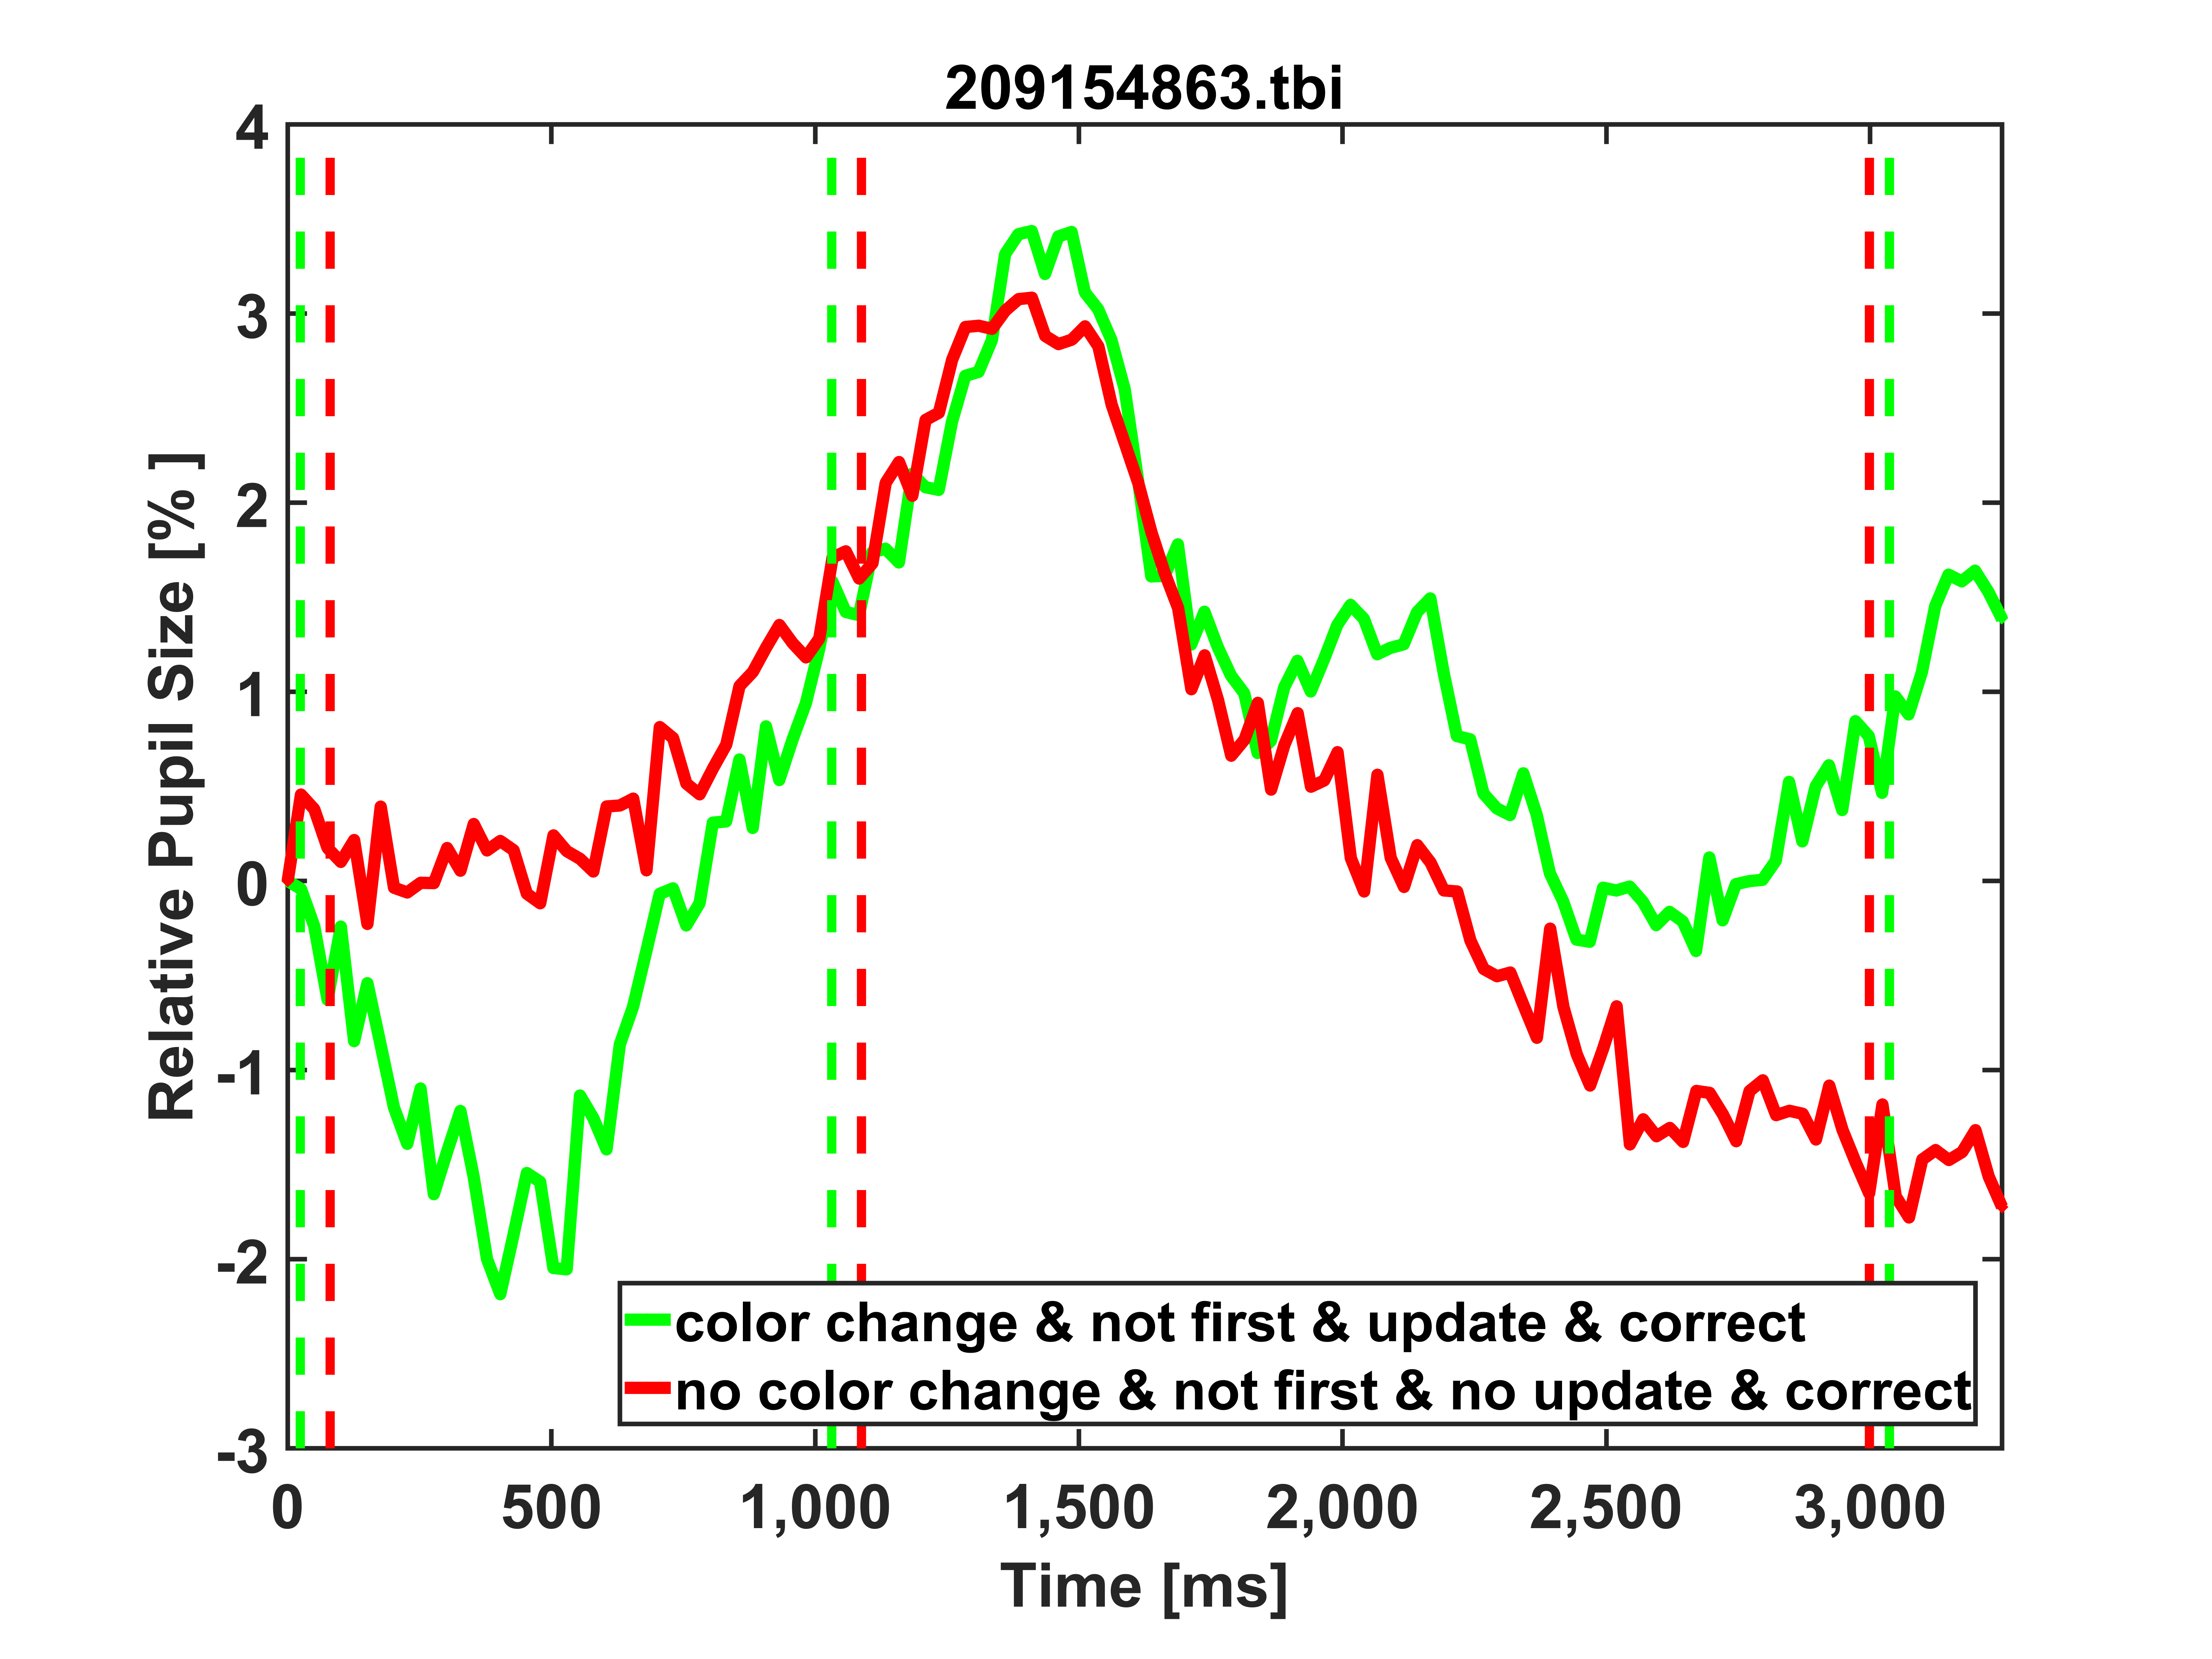 209154863.tbi
4
3
2
1
0
-1
-2
-3
Relative Pupil Size [% ]
color change & not first & update & correct
no color change & not first & no update & correct
0 500 1,000 1,500 2,000 2,500 3,000
Time [ms]